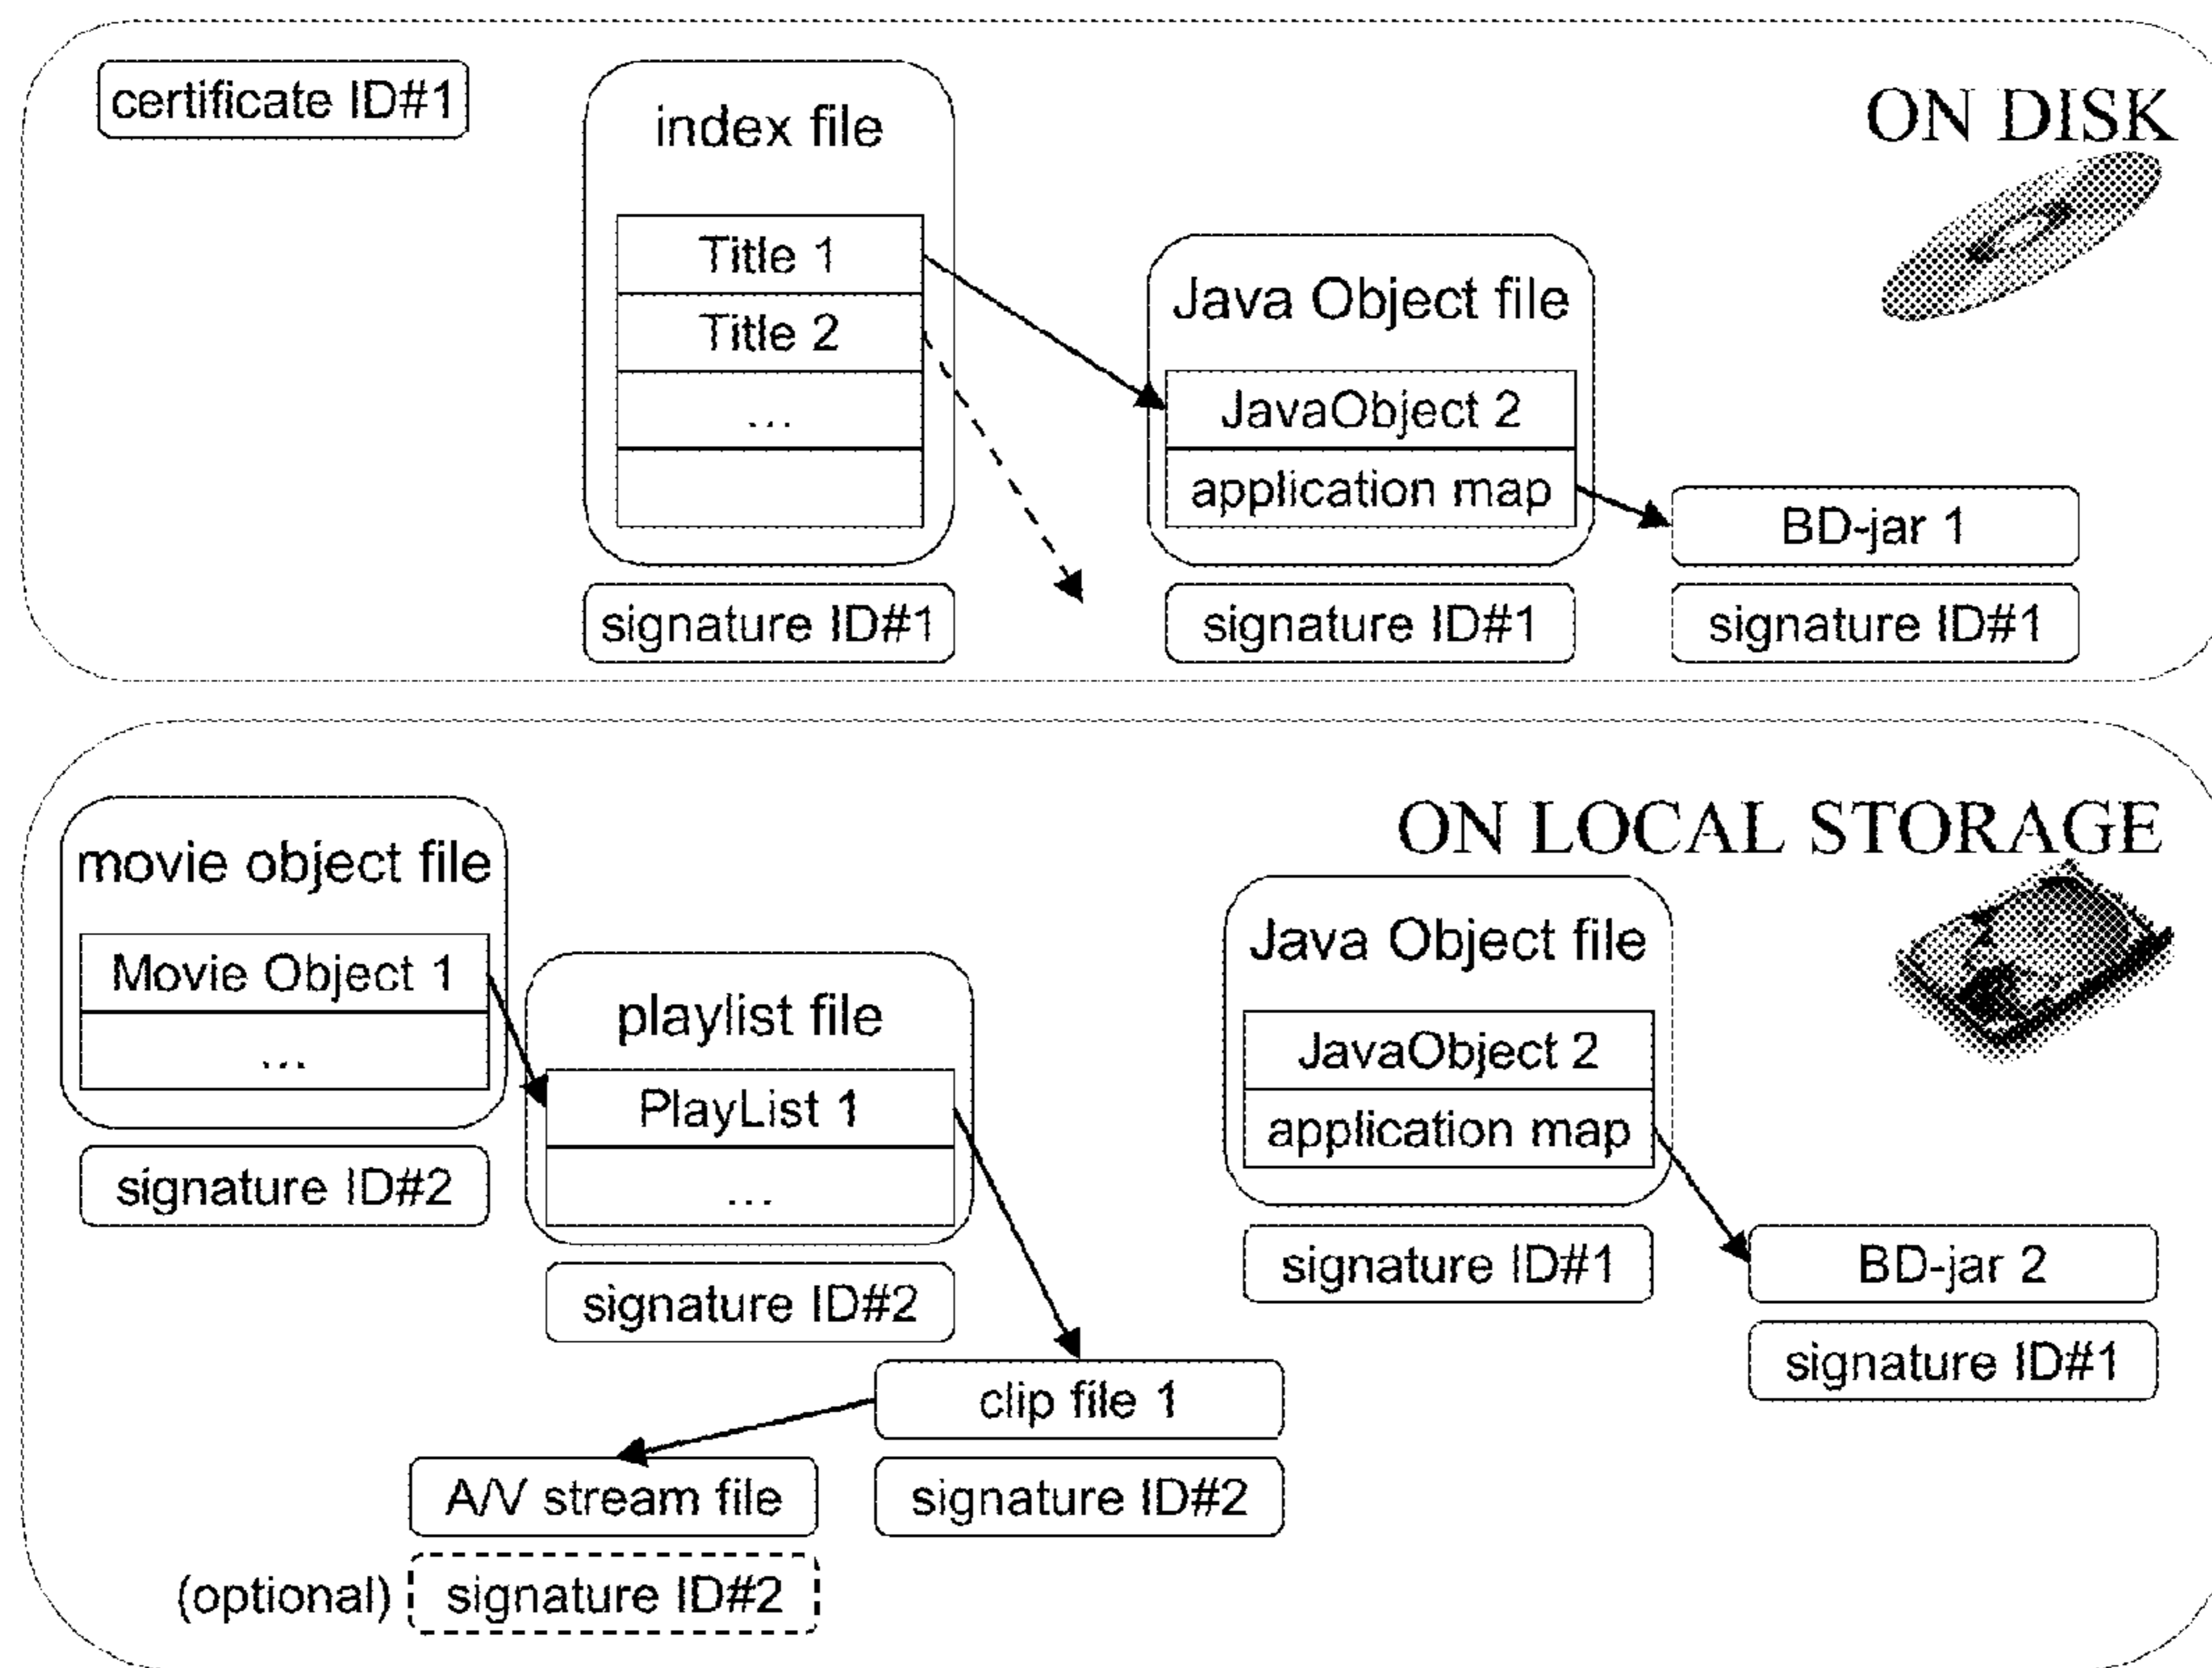 certificate ID#1
index file
Title 1
Title 2
...
signature ID#1
Java Object file
JavaObject 2
application map
signature ID#1
BD-jar 1
signature ID#1
ON DISK
movie object file
Movie Object 1
...
signature ID#2
playlist file
PlayList 1
...
signature ID#2
clip file 1
signature ID#2
A/V stream file
(optional) signature ID#2
ON LOCAL STORAGE
Java Object file
JavaObject 2
application map
signature ID#1
BD-jar 2
signature ID#1